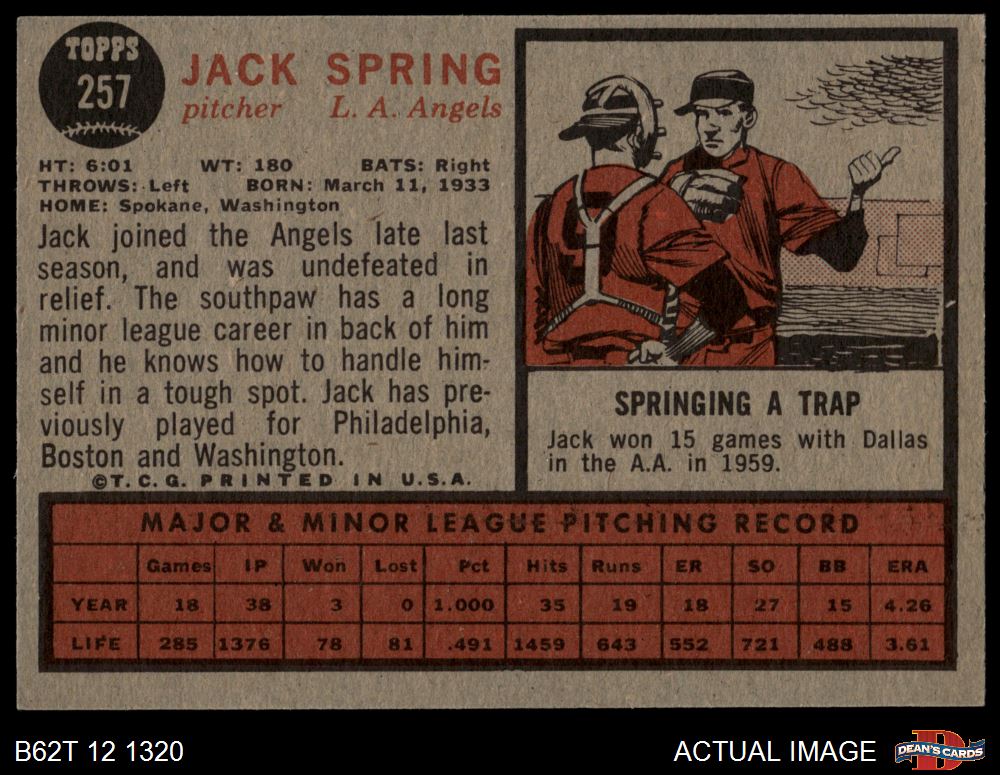 TOPPS
257
JACK SPRING
pitcher L. A. Angels
HT: 6:01 WT: 180 BATS: Right
THROWS: Left BORN: March 11, 1933
HOME: Spokane, Washington
Jack joined the Angels late last
season, and was undefeated in
relief. The southpaw has a long
minor league career in back of him
and he knows how to handle him-
self in a tough spot. Jack has pre-
viously played for Philadelphia,
Boston and Washington.
©T. C. G. PRINTED IN U.S.A.
SPRINGING A TRAP
Jack won 15 games with Dallas
in the A.A. in 1959.
MAJOR & MINOR LEAGUE PITCHING RECORD
Games IP Won Lost Pct Hits Runs ER SO BB ERA
YEAR 18 38 3 0 1.000 35 19 18 27 15 4.26
LIFE 285 1376 78 81 .491 1459 643 552 721 488 3.61
B62T 12 1320 ACTUAL IMAGE DEAN'S CARDS